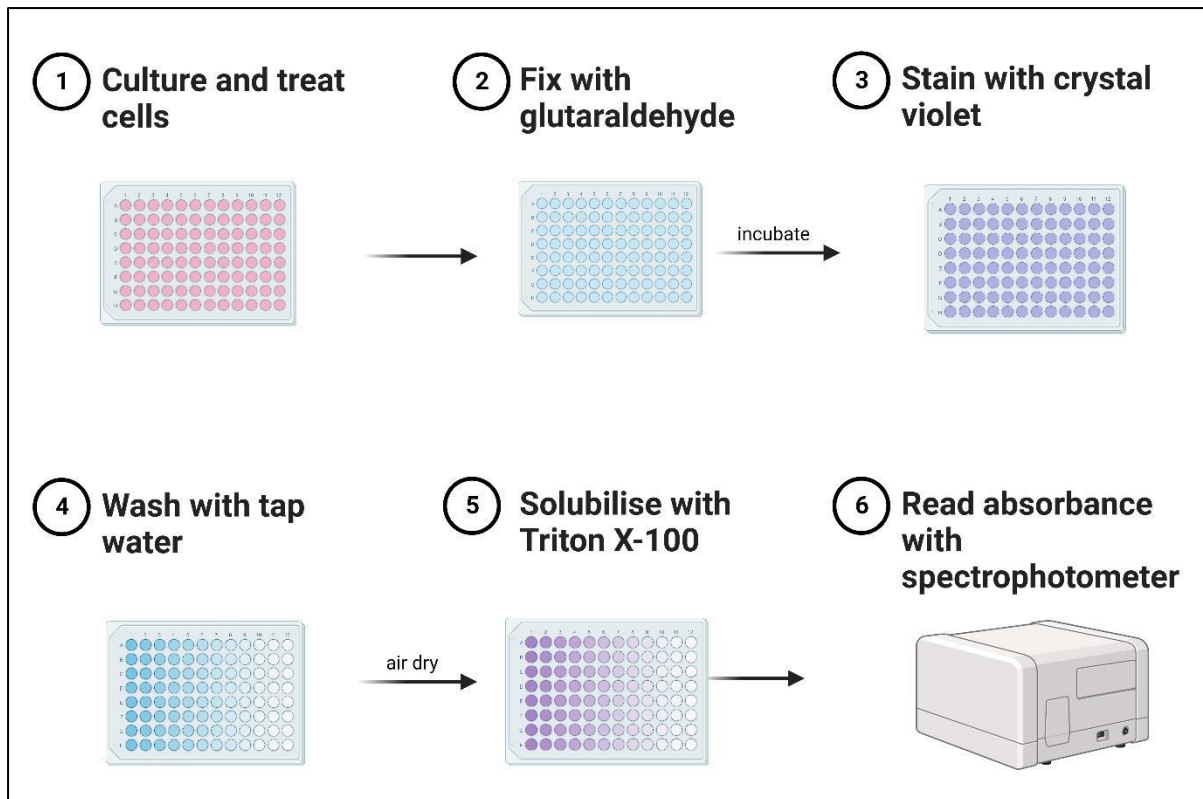 1 Culture and treat
cells
2 Fix with
glutaraldehyde
incubate
3 Stain with crystal
violet
4 Wash with tap
water
air dry
5 Solubilise with
Triton X-100
6 Read absorbance
with
spectrophotometer